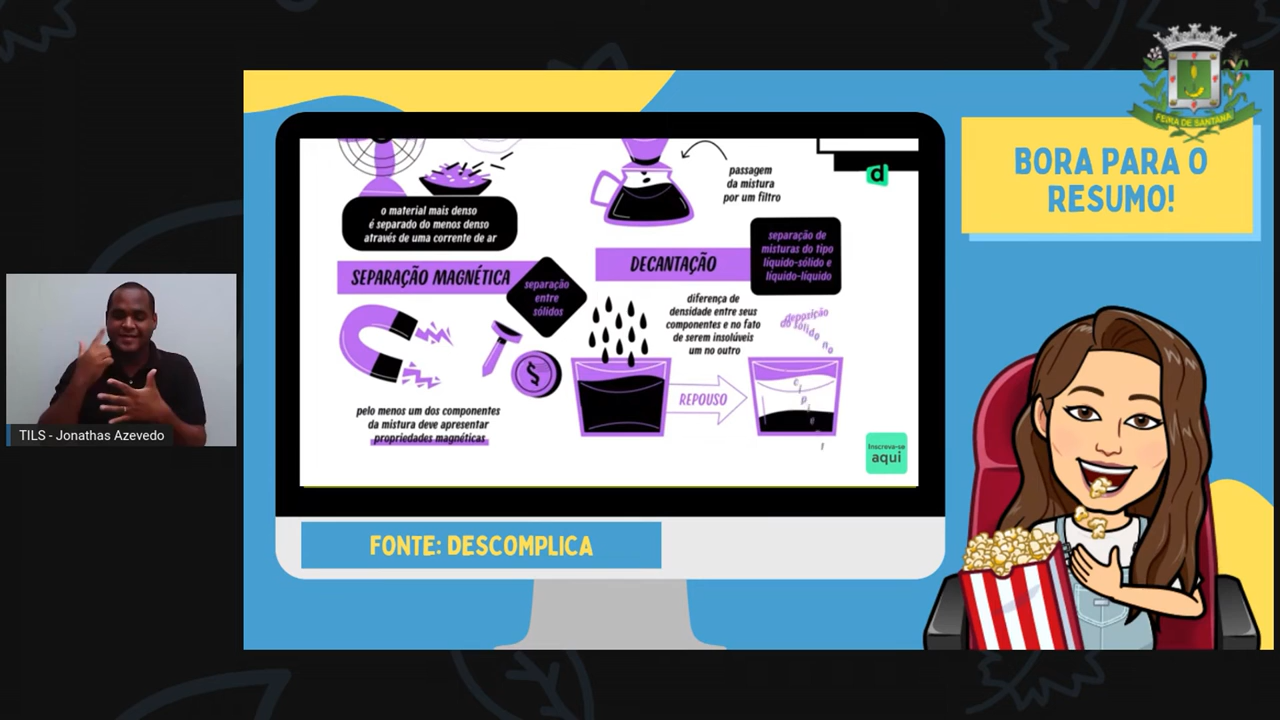 FEIRA DE SANTANA
BORA PARA O
RESUMO!
d
passagem
da mistura
por um filtro
o material mais denso
é separado do menos denso
através de uma corrente de ar
SEPARAÇÃO MAGNÉTICA
separação
entre
sólidos
DECANTAÇÃO
separação de
misturas do tipo
líquido-sólido e
líquido-líquido
diferença de
densidade entre seus
componentes e no fato
de serem insolúveis
um no outro
deposição
do sólido no
r
e
c
i
p
i
e
REPOUSO
$
pelo menos um dos componentes
da mistura deve apresentar
propriedades magnéticas
Inscreva-se
aqui
TILS - Jonathas Azevedo
FONTE: DESCOMPLICA